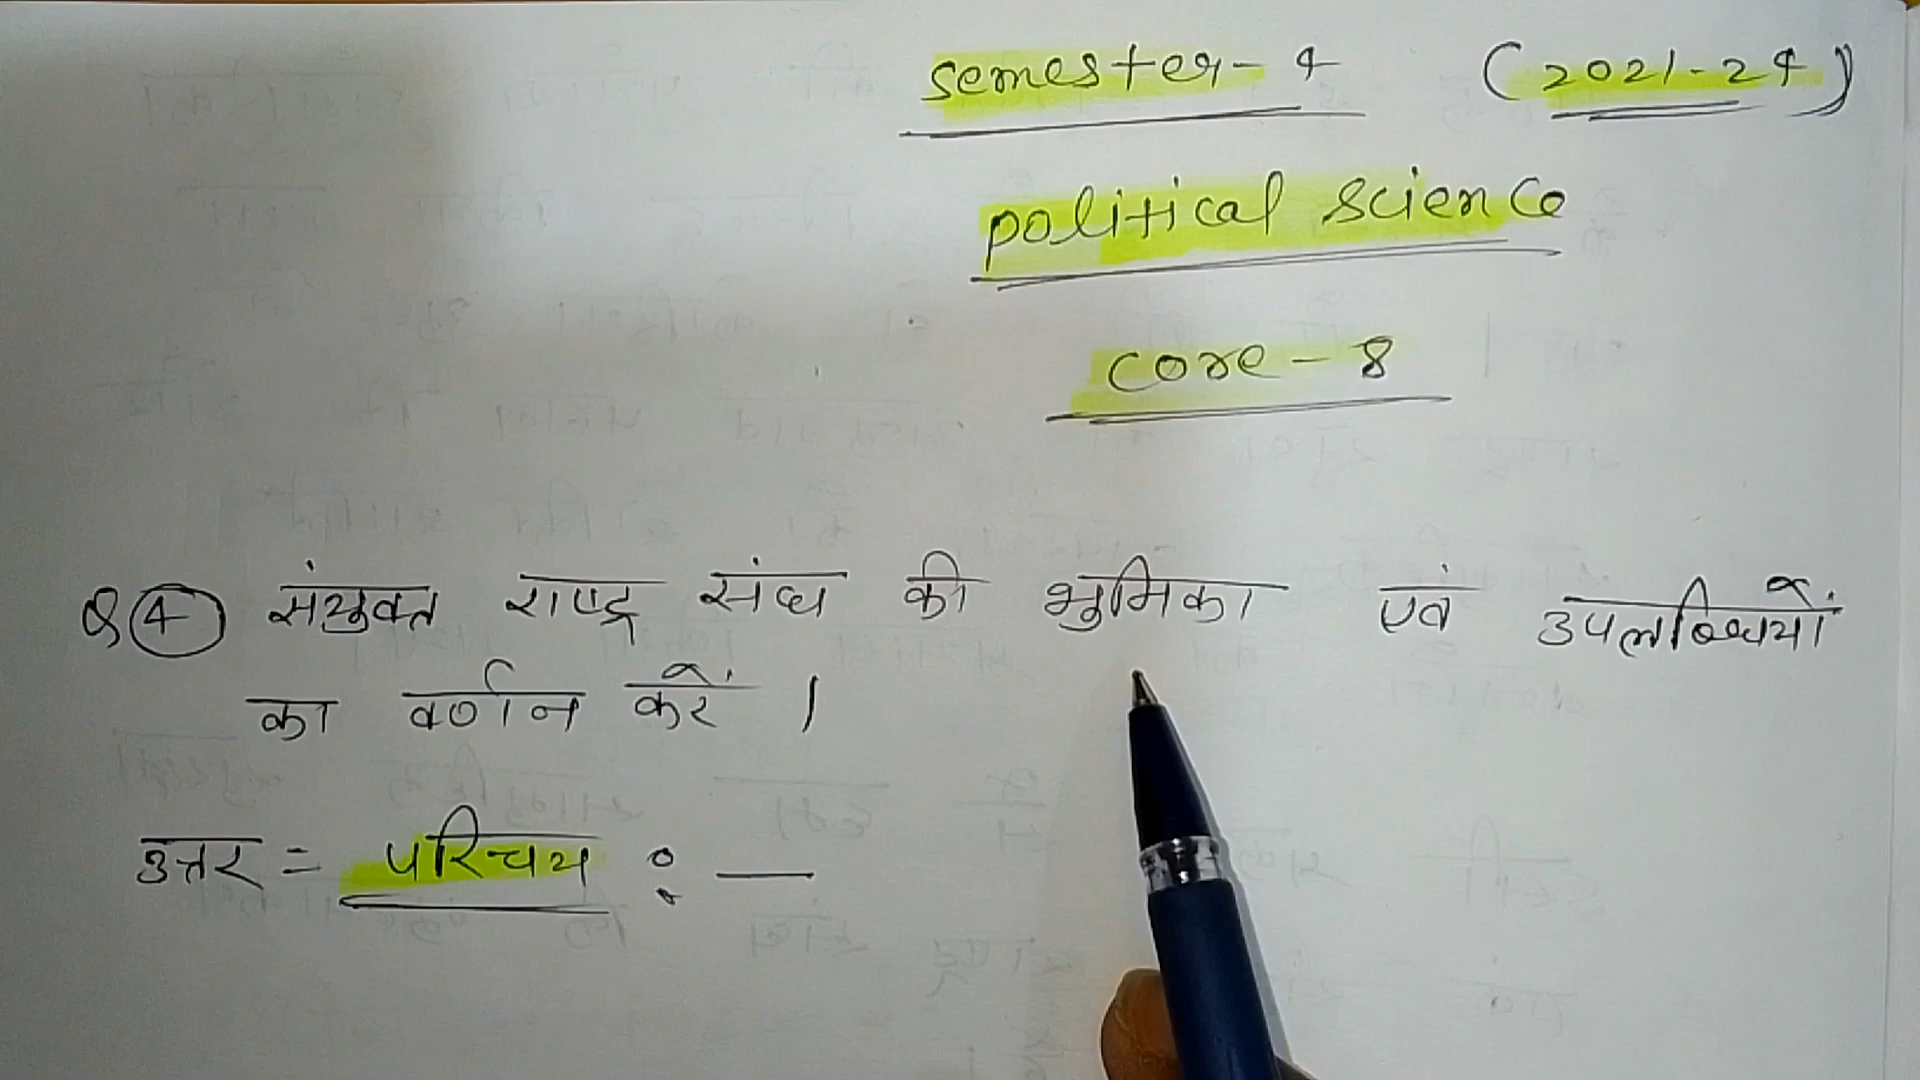 semester-4 (2021-24)
political science
core-8
Q④ संयुक्त राष्ट्र संघ की भुमिका एवं उपलब्धियों
का वर्णन करें ।
उत्तर = परिचय : —